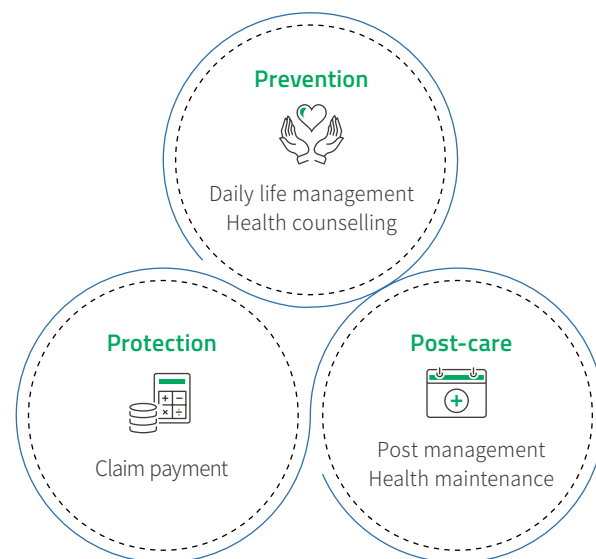 Prevention
Daily life management
Health counselling
Protection
Claim payment
Post-care
Post management
Health maintenance